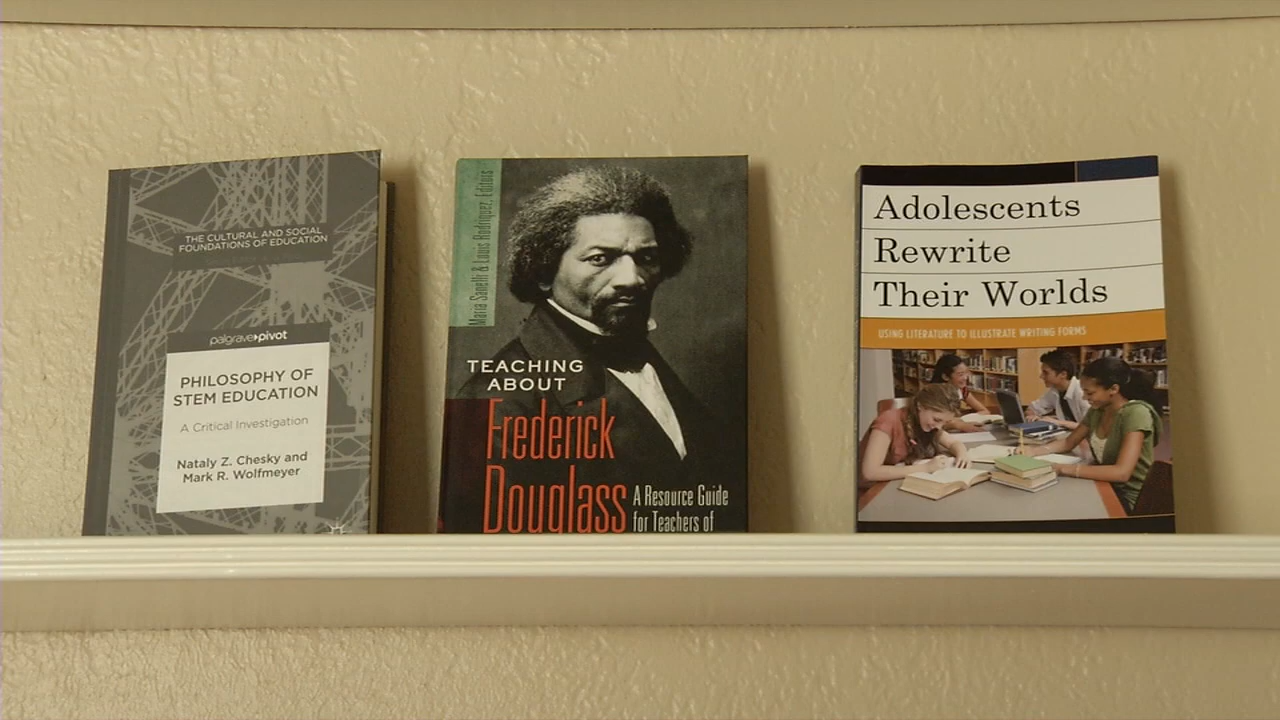 THE CULTURAL AND SOCIAL
FOUNDATIONS OF EDUCATION
palgrave pivot
PHILOSOPHY OF
STEM EDUCATION
A Critical Investigation
Nataly Z. Chesky and
Mark R. Wolfmeyer
Maria Sanelli & Louis Rodriquez, Editors
TEACHING
ABOUT
Frederick
Douglass
A Resource Guide
for Teachers of
Adolescents
Rewrite
Their Worlds
USING LITERATURE TO ILLUSTRATE WRITING FORMS